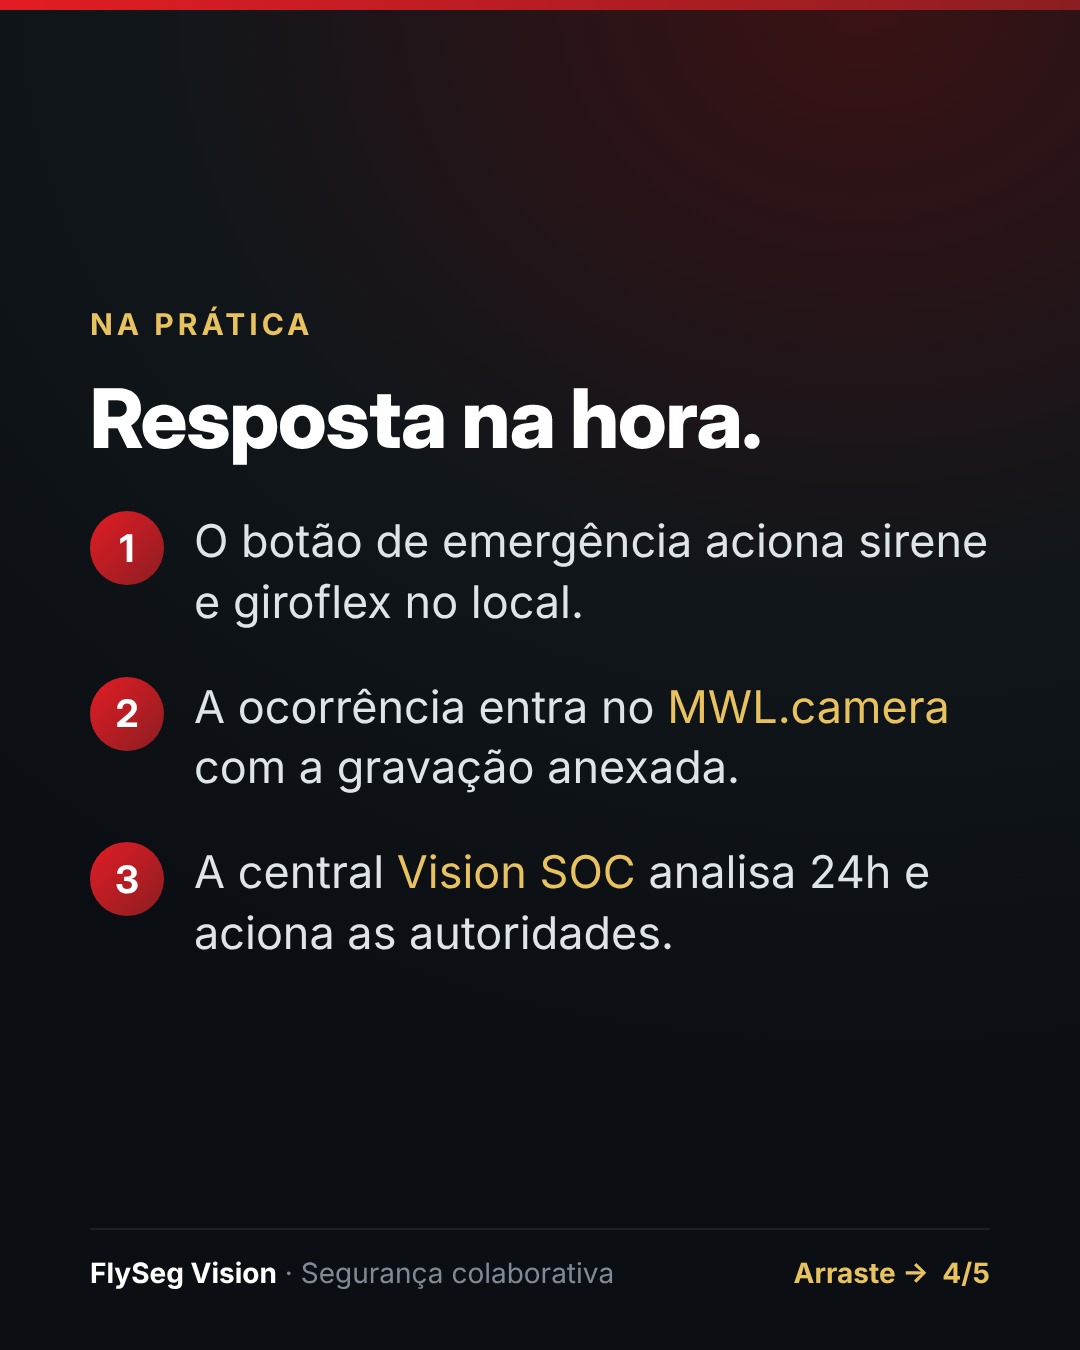 NA PRÁTICA
Resposta na hora.
1 O botão de emergência aciona sirene
e giroflex no local.
2 A ocorrência entra no MWL.camera
com a gravação anexada.
3 A central Vision SOC analisa 24h e
aciona as autoridades.
FlySeg Vision · Segurança colaborativa Arraste → 4/5